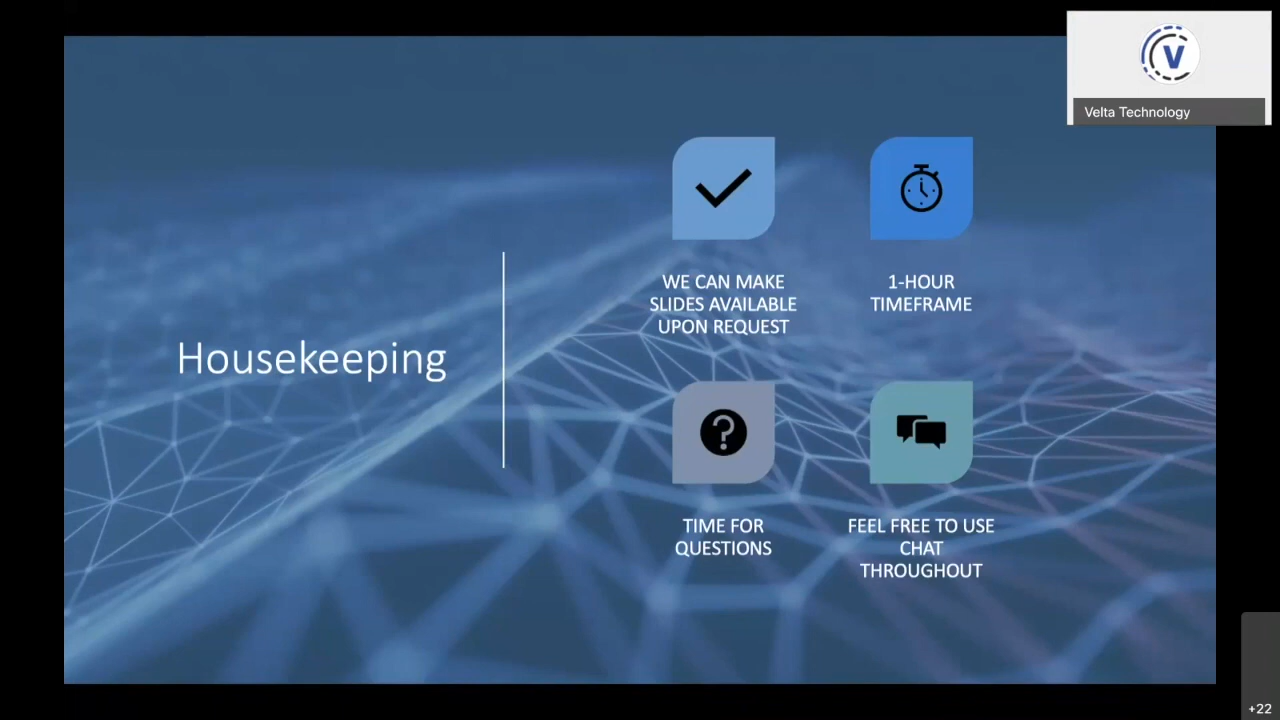 V
Velta Technology
Housekeeping
WE CAN MAKE
SLIDES AVAILABLE
UPON REQUEST
1-HOUR
TIMEFRAME
?
TIME FOR
QUESTIONS
FEEL FREE TO USE
CHAT
THROUGHOUT
+22